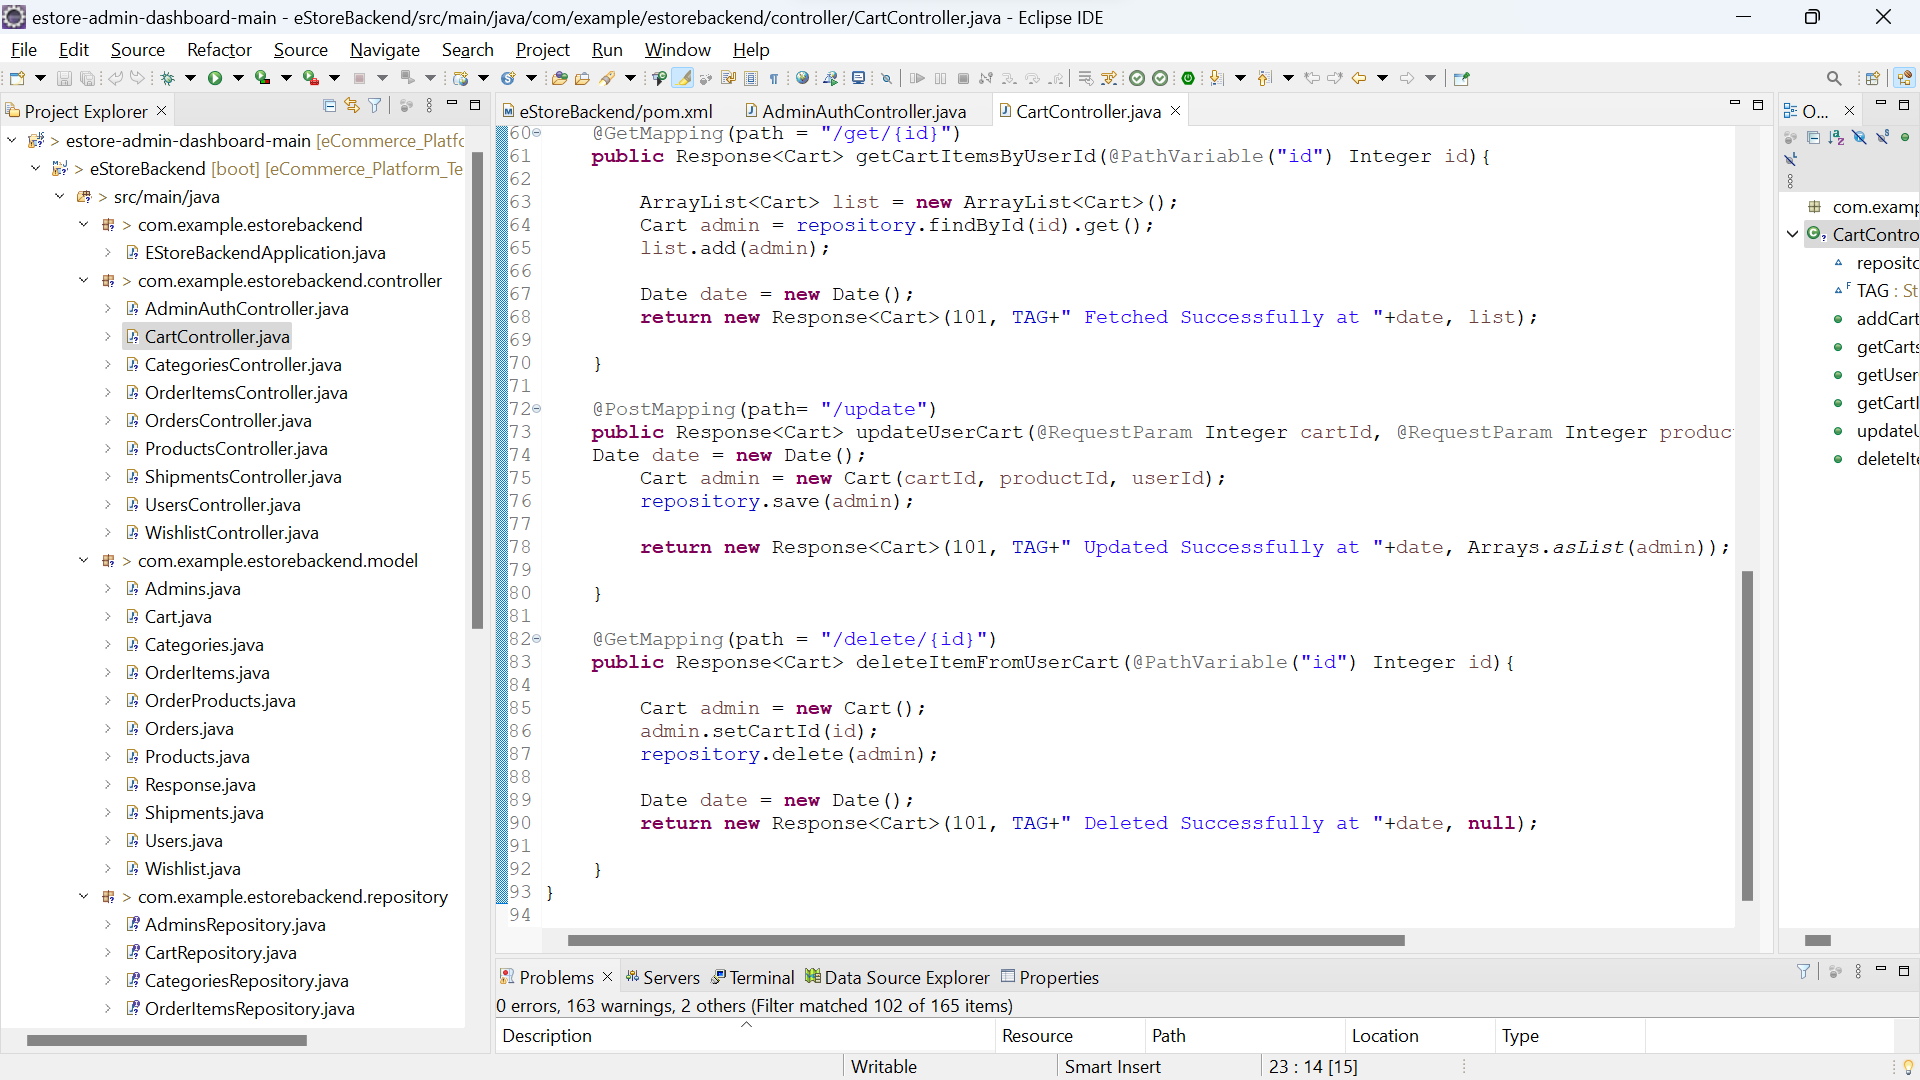 estore-admin-dashboard-main - eStoreBackend/src/main/java/com/example/estorebackend/controller/CartController.java - Eclipse IDE
File Edit Source Refactor Source Navigate Search Project Run Window Help
Project Explorer
> estore-admin-dashboard-main [eCommerce_Platfo
> eStoreBackend [boot] [eCommerce_Platform_Te
> src/main/java
> com.example.estorebackend
EStoreBackendApplication.java
> com.example.estorebackend.controller
AdminAuthController.java
CartController.java
CategoriesController.java
OrderItemsController.java
OrdersController.java
ProductsController.java
ShipmentsController.java
UsersController.java
WishlistController.java
> com.example.estorebackend.model
Admins.java
Cart.java
Categories.java
OrderItems.java
OrderProducts.java
Orders.java
Products.java
Response.java
Shipments.java
Users.java
Wishlist.java
> com.example.estorebackend.repository
AdminsRepository.java
CartRepository.java
CategoriesRepository.java
OrderItemsRepository.java
eStoreBackend/pom.xml AdminAuthController.java CartController.java
60 @GetMapping(path = "/get/{id}")
61 public Response<Cart> getCartItemsByUserId(@PathVariable("id") Integer id){
62
63 ArrayList<Cart> list = new ArrayList<Cart>();
64 Cart admin = repository.findById(id).get();
65 list.add(admin);
66
67 Date date = new Date();
68 return new Response<Cart>(101, TAG+" Fetched Successfully at "+date, list);
69
70 }
71
72 @PostMapping(path= "/update")
73 public Response<Cart> updateUserCart(@RequestParam Integer cartId, @RequestParam Integer produc
74 Date date = new Date();
75 Cart admin = new Cart(cartId, productId, userId);
76 repository.save(admin);
77
78 return new Response<Cart>(101, TAG+" Updated Successfully at "+date, Arrays.asList(admin));
79
80 }
81
82 @GetMapping(path = "/delete/{id}")
83 public Response<Cart> deleteItemFromUserCart(@PathVariable("id") Integer id){
84
85 Cart admin = new Cart();
86 admin.setCartId(id);
87 repository.delete(admin);
88
89 Date date = new Date();
90 return new Response<Cart>(101, TAG+" Deleted Successfully at "+date, null);
91
92 }
93 }
94
O...
com.examp
CartContro
reposito
TAG : St
addCart
getCarts
getUser
getCartI
updateU
deleteIte
Problems Servers Terminal Data Source Explorer Properties
0 errors, 163 warnings, 2 others (Filter matched 102 of 165 items)
Description Resource Path Location Type
Writable Smart Insert 23 : 14 [15]